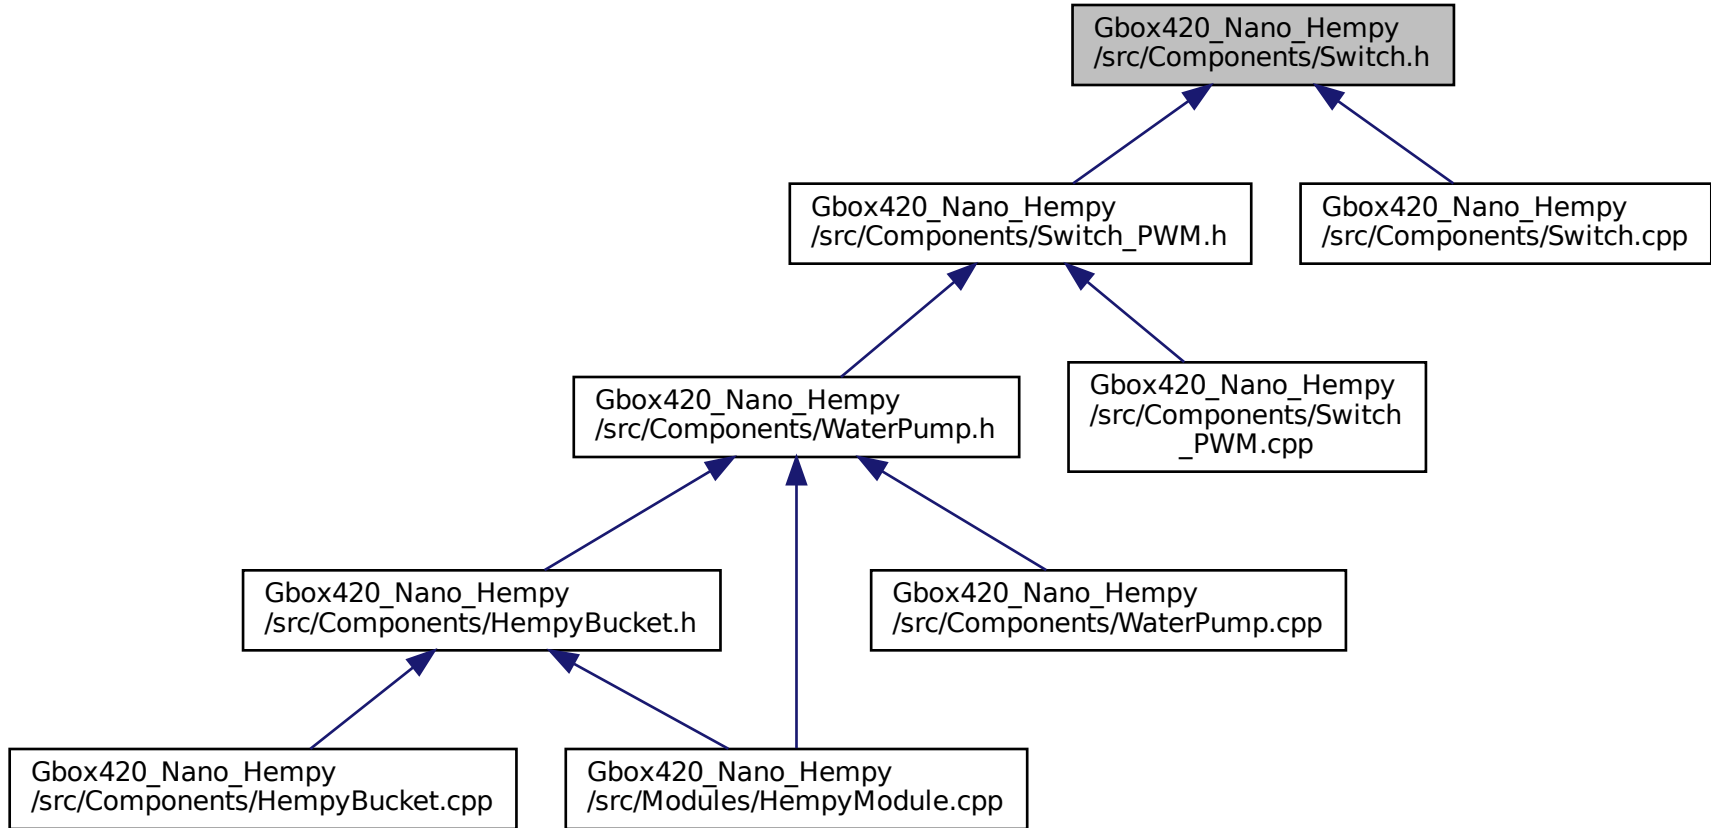 Gbox420_Nano_Hempy
/src/Components/Switch.h
Gbox420_Nano_Hempy
/src/Components/Switch_PWM.h
Gbox420_Nano_Hempy
/src/Components/Switch.cpp
Gbox420_Nano_Hempy
/src/Components/WaterPump.h
Gbox420_Nano_Hempy
/src/Components/Switch
_PWM.cpp
Gbox420_Nano_Hempy
/src/Components/HempyBucket.h
Gbox420_Nano_Hempy
/src/Components/WaterPump.cpp
Gbox420_Nano_Hempy
/src/Components/HempyBucket.cpp
Gbox420_Nano_Hempy
/src/Modules/HempyModule.cpp